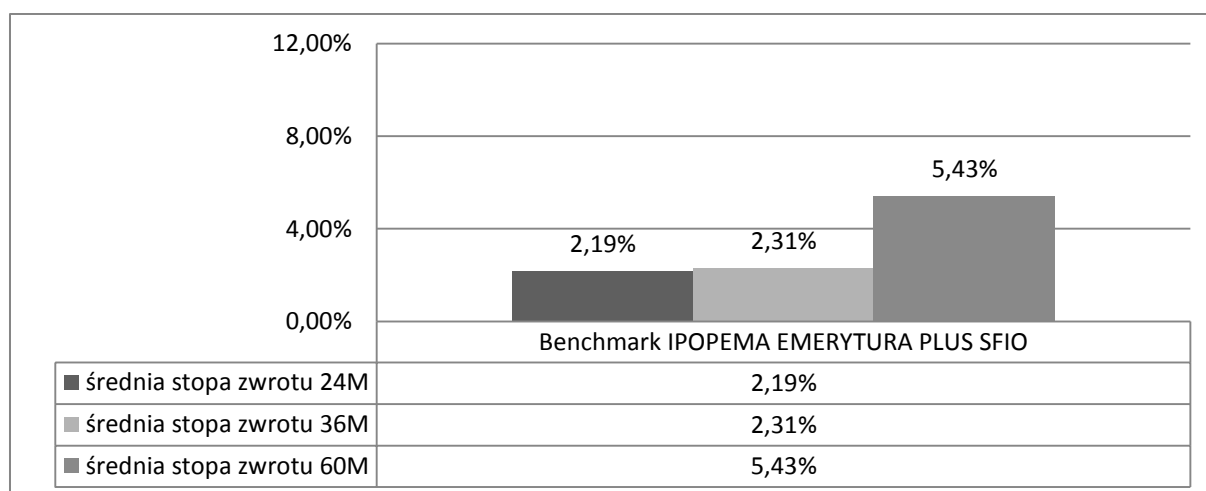 12,00%
8,00%
4,00%
0,00%
2,19%
2,31%
5,43%
Benchmark IPOPEMA EMERYTURA PLUS SFIO
średnia stopa zwrotu 24M 2,19%
średnia stopa zwrotu 36M 2,31%
średnia stopa zwrotu 60M 5,43%